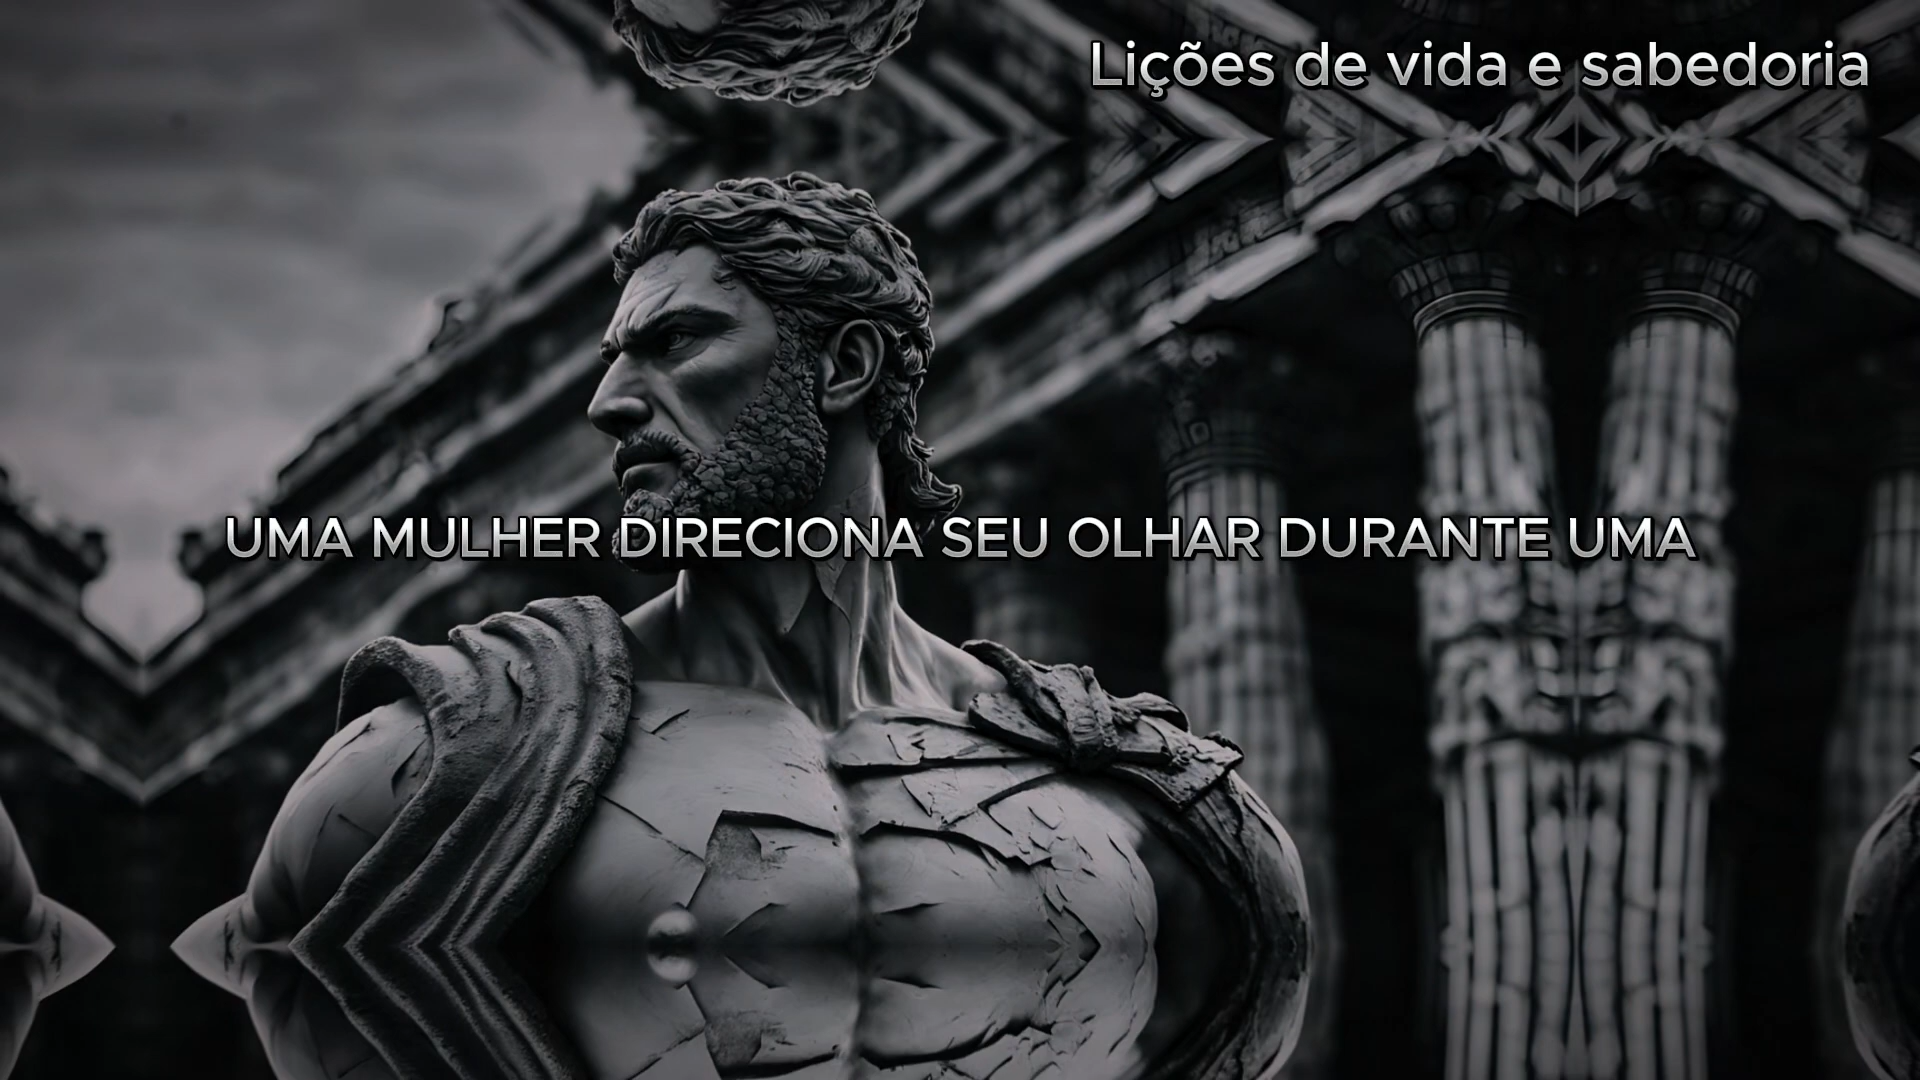 Lições de vida e sabedoria
UMA MULHER DIRECIONA SEU OLHAR DURANTE UMA